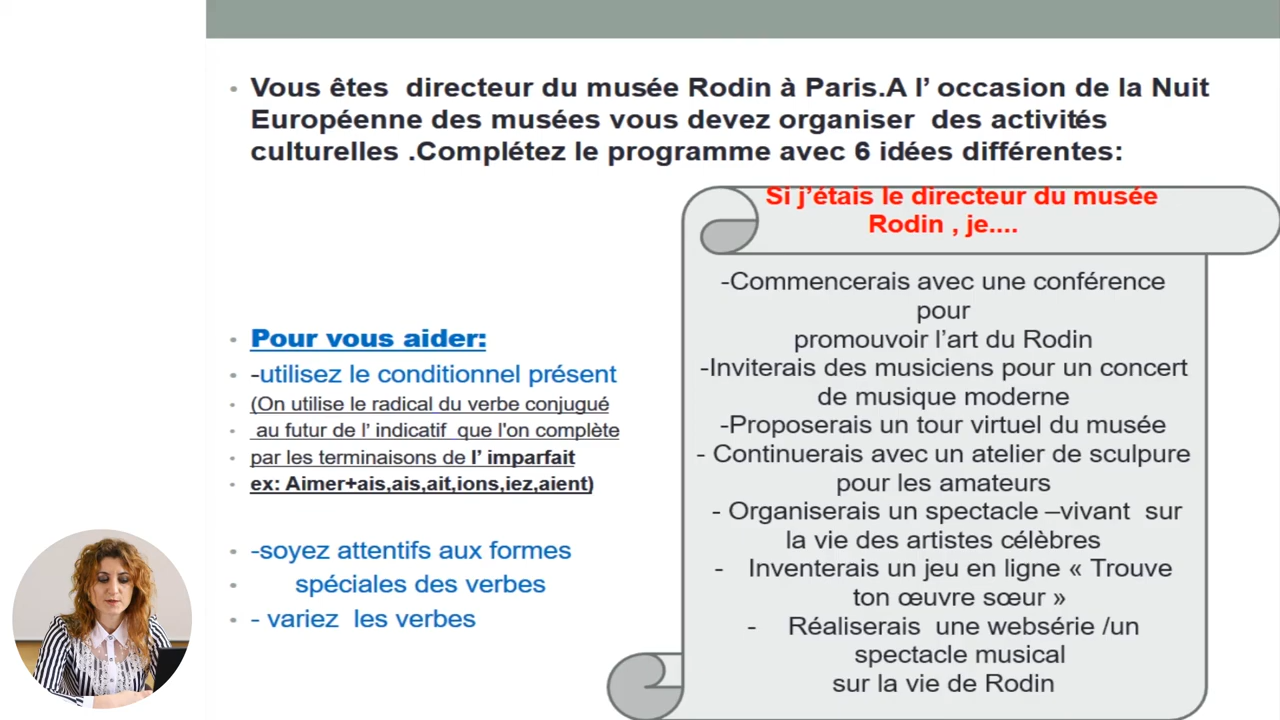 Vous êtes directeur du musée Rodin à Paris.A l’ occasion de la Nuit
Européenne des musées vous devez organiser des activités
culturelles .Complétez le programme avec 6 idées différentes:
Pour vous aider:
-utilisez le conditionnel présent
(On utilise le radical du verbe conjugué
au futur de l’ indicatif que l'on complète
par les terminaisons de l’ imparfait
ex: Aimer+ais,ais,ait,ions,iez,aient)
-soyez attentifs aux formes
spéciales des verbes
- variez les verbes
Si j’étais le directeur du musée
Rodin , je....
-Commencerais avec une conférence
pour
promouvoir l’art du Rodin
-Inviterais des musiciens pour un concert
de musique moderne
-Proposerais un tour virtuel du musée
- Continuerais avec un atelier de sculpure
pour les amateurs
- Organiserais un spectacle –vivant sur
la vie des artistes célèbres
- Inventerais un jeu en ligne « Trouve
ton œuvre sœur »
- Réaliserais une websérie /un
spectacle musical
sur la vie de Rodin